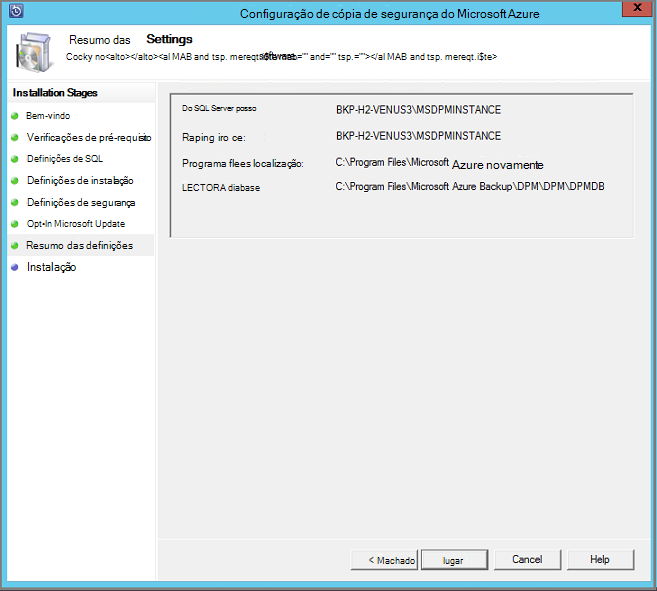 Configuração de cópia de segurança do Microsoft Azure
X
Resumo das Settings
Cocky no<alto></alto><al MAB and tsp. mereqt. and="" tsp.=""></al MAB and tsp. mereqt.i$te>
Installation Stages
Bem-vindo
Verificações de pré-requisito
Definições de SQL
Definições de instalação
Definições de segurança
Opt-In Microsoft Update
Resumo das definições
Instalação
Do SQL Server posso BKP-H2-VENUS3\MSDPMINSTANCE
Raping iro ce: BKP-H2-VENUS3\MSDPMINSTANCE
Programa flees localização: C:\Program Files\Microsoft Azure novamente
LECTORA diabase C:\Program Files\Microsoft Azure Backup\DPM\DPM\DPMDB
< Machado lugar Cancel Help